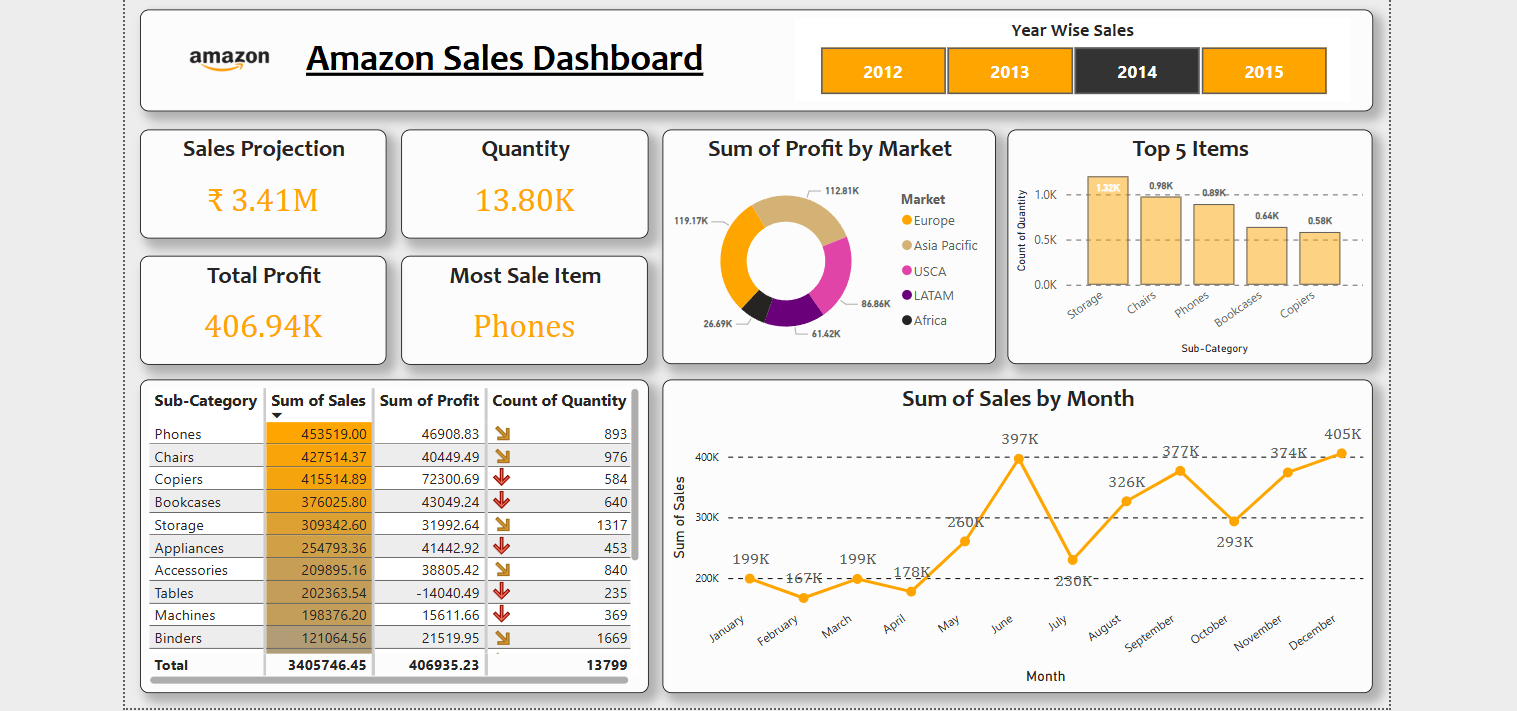 amazon
Amazon Sales Dashboard
Year Wise Sales
2012 2013 2014 2015
Sales Projection
₹ 3.41M
Quantity
13.80K
Total Profit
406.94K
Most Sale Item
Phones
Sum of Profit by Market
112.81K
119.17K
86.86K
26.69K
61.42K
Market
Europe
Asia Pacific
USCA
LATAM
Africa
Top 5 Items
Count of Quantity
1.0K
0.5K
0.0K
1.32K
0.98K
0.89K
0.64K
0.58K
Storage
Chairs
Phones
Bookcases
Copiers
Sub-Category
Sub-Category Sum of Sales Sum of Profit Count of Quantity
Phones 453519.00 46908.83 893
Chairs 427514.37 40449.49 976
Copiers 415514.89 72300.69 584
Bookcases 376025.80 43049.24 640
Storage 309342.60 31992.64 1317
Appliances 254793.36 41442.92 453
Accessories 209895.16 38805.42 840
Tables 202363.54 -14040.49 235
Machines 198376.20 15611.66 369
Binders 121064.56 21519.95 1669
Total 3405746.45 406935.23 13799
Sum of Sales by Month
Sum of Sales
400K
300K
200K
199K
167K
199K
178K
260K
397K
230K
326K
377K
293K
374K
405K
January
February
March
April
May
June
July
August
September
October
November
December
Month